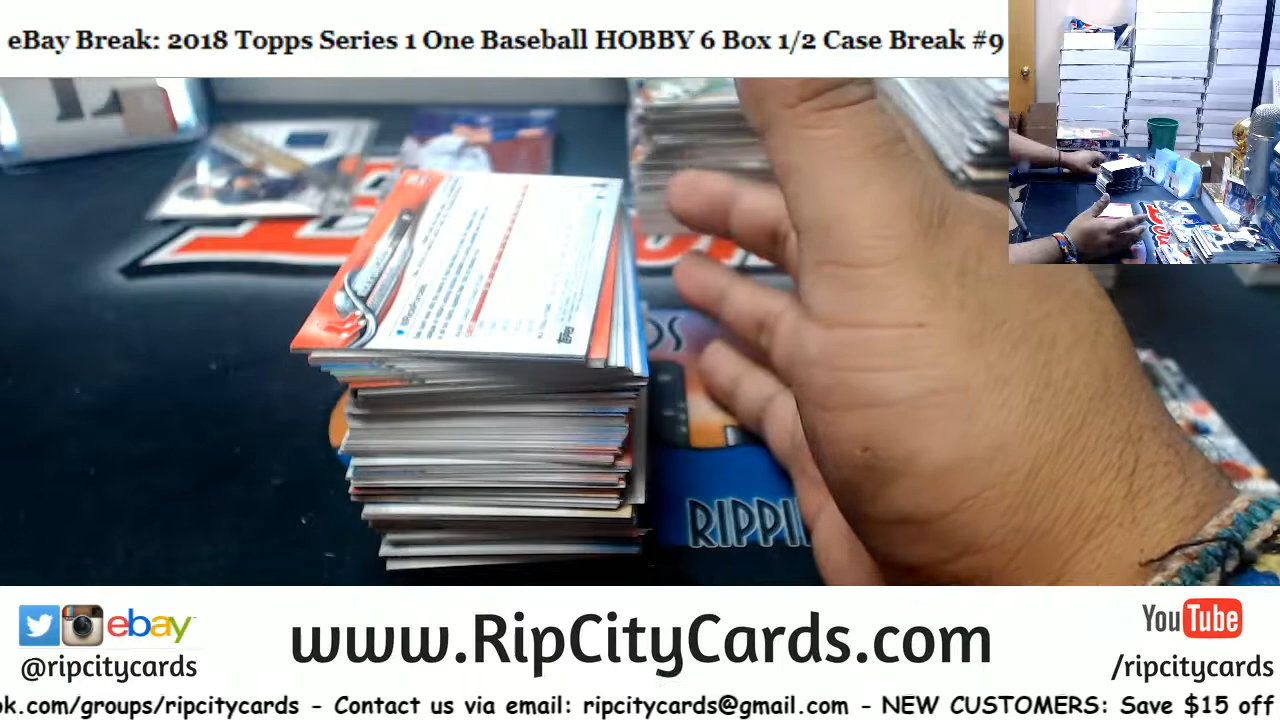 eBay Break: 2018 Topps Series 1 One Baseball HOBBY 6 Box 1/2 Case Break #9
TOPPS
RIPPI
ebay
www.RipCityCards.com
YouTube
@ripcitycards
/ripcitycards
ok.com/groups/ripcitycards - Contact us via email: ripcitycards@gmail.com - NEW CUSTOMERS: Save $15 off